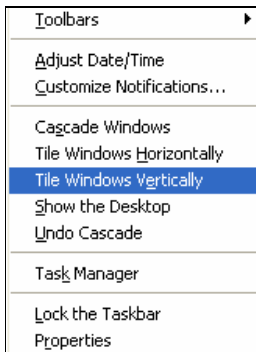 Toolbars
Adjust Date/Time
Customize Notifications...
Cascade Windows
Tile Windows Horizontally
Tile Windows Vertically
Show the Desktop
Undo Cascade
Task Manager
Lock the Taskbar
Properties